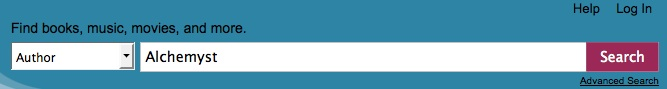 Help Log In
Find books, music, movies, and more.
Author Alchemyst Search
Advanced Search